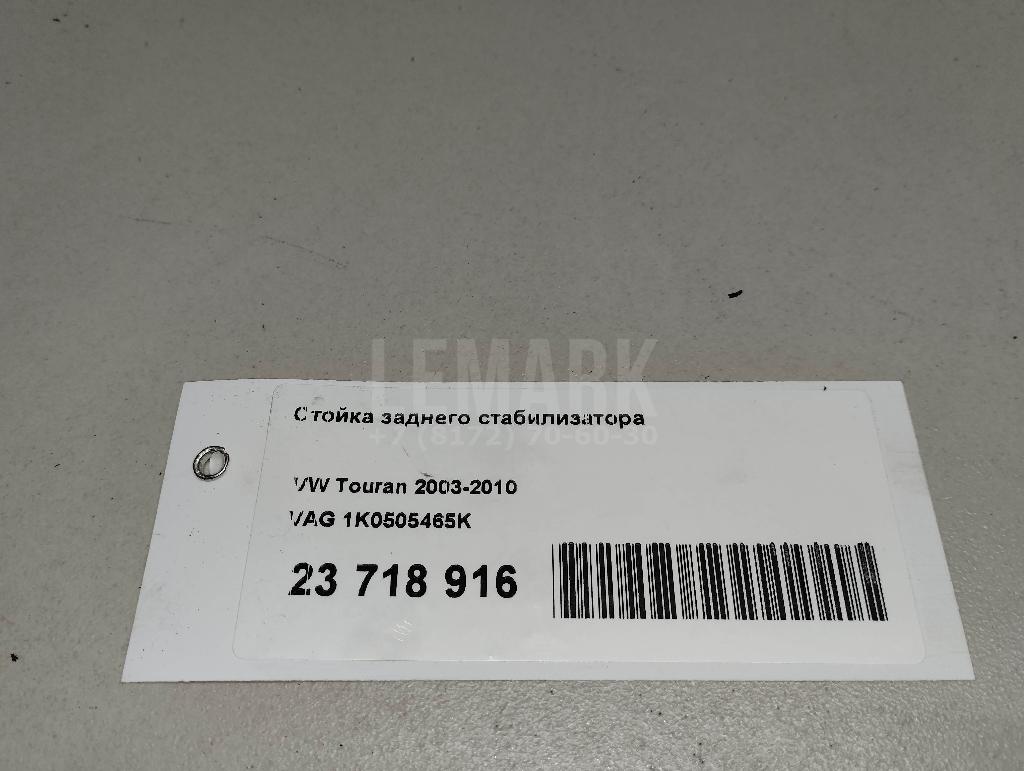 LEMARK
Стойка заднего стабилизатора
+7 (8172) 70-60-30
VW Touran 2003-2010
VAG 1K0505465K
23 718 916